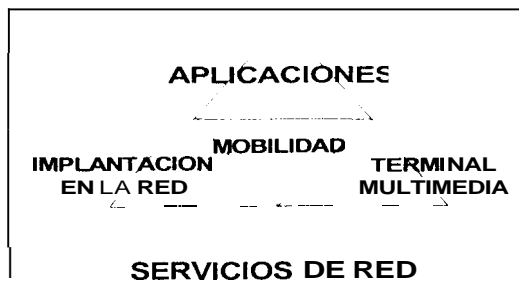 APLICACIONES
MOBILIDAD
IMPLANTACION
EN LA RED
TERMINAL
MULTIMEDIA
SERVICIOS DE RED